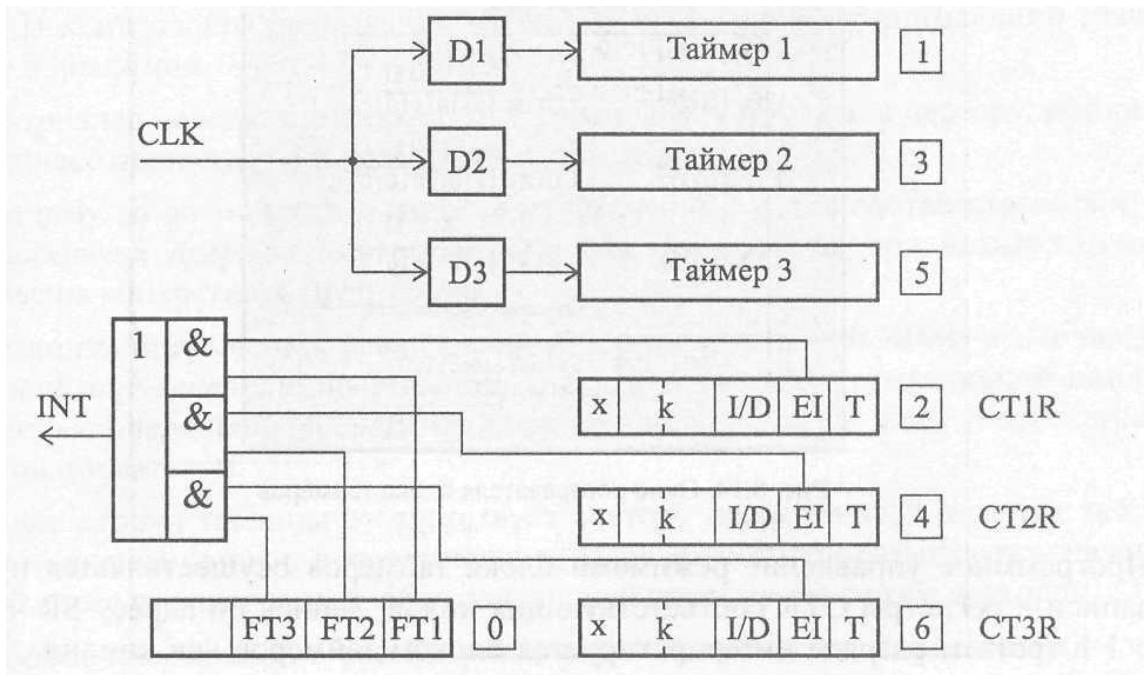 D1 Таймер 1 1
CLK
D2 Таймер 2 3
D3 Таймер 3 5
1 &
&
&
INT
x k I/D EI T 2 CT1R
x k I/D EI T 4 CT2R
FT3 FT2 FT1 0
x k I/D EI T 6 CT3R